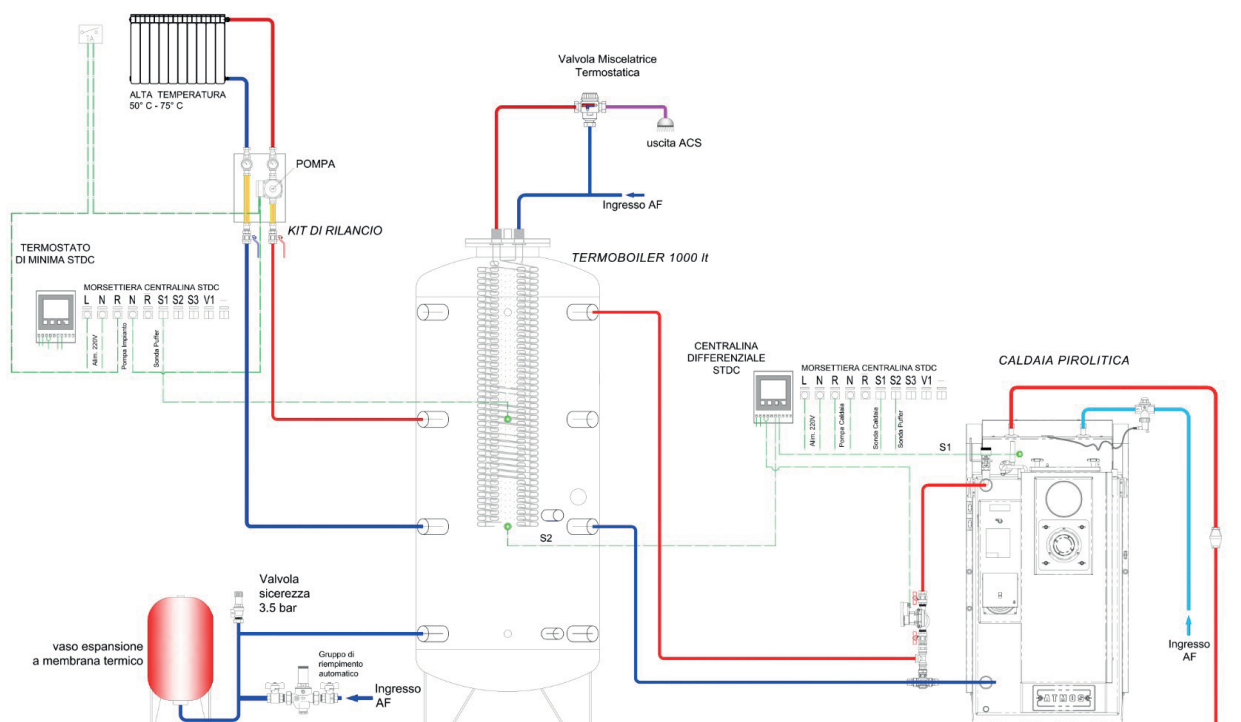 TA
ALTA TEMPERATURA
50° C - 75° C
POMPA
KIT DI RILANCIO
Valvola Miscelatrice
Termostatica
uscita ACS
Ingresso AF
TERMOSTATO
DI MINIMA STDC
MORSETTIERA CENTRALINA STDC
L N R N R S1 S2 S3 V1 —
Alim. 220V
Pompa Impianto
Sonda Puffer
TERMOBOILER 1000 lt
CENTRALINA
DIFFERENZIALE
STDC
MORSETTIERA CENTRALINA STDC
L N R N R S1 S2 S3 V1 —
Alim. 220V
Pompa Caldaia
Sonda Caldaia
Sonda Puffer
CALDAIA PIROLITICA
S1
S2
Valvola
sicerezza
3.5 bar
vaso espansione
a membrana termico
Gruppo di
riempimento
automatico
Ingresso
AF
Ingresso
AF
ATMOS